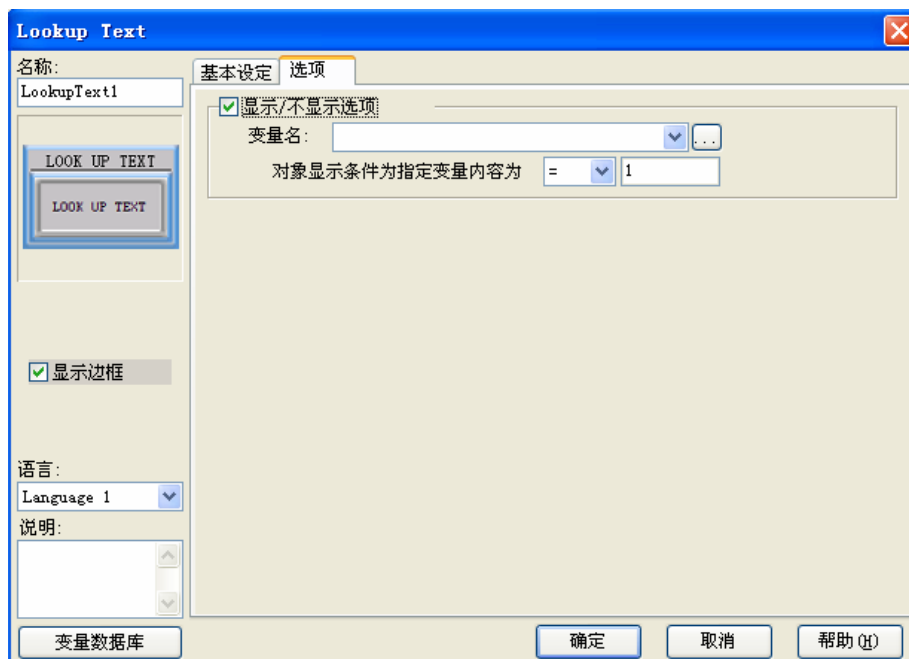 Lookup Text
名称:
LookupText1
LOOK UP TEXT
LOOK UP TEXT
显示边框
语言:
Language 1
说明:
变量数据库
基本设定 选项
显示/不显示选项
变量名:
...
对象显示条件为指定变量内容为 = 1
确定 取消 帮助(H)